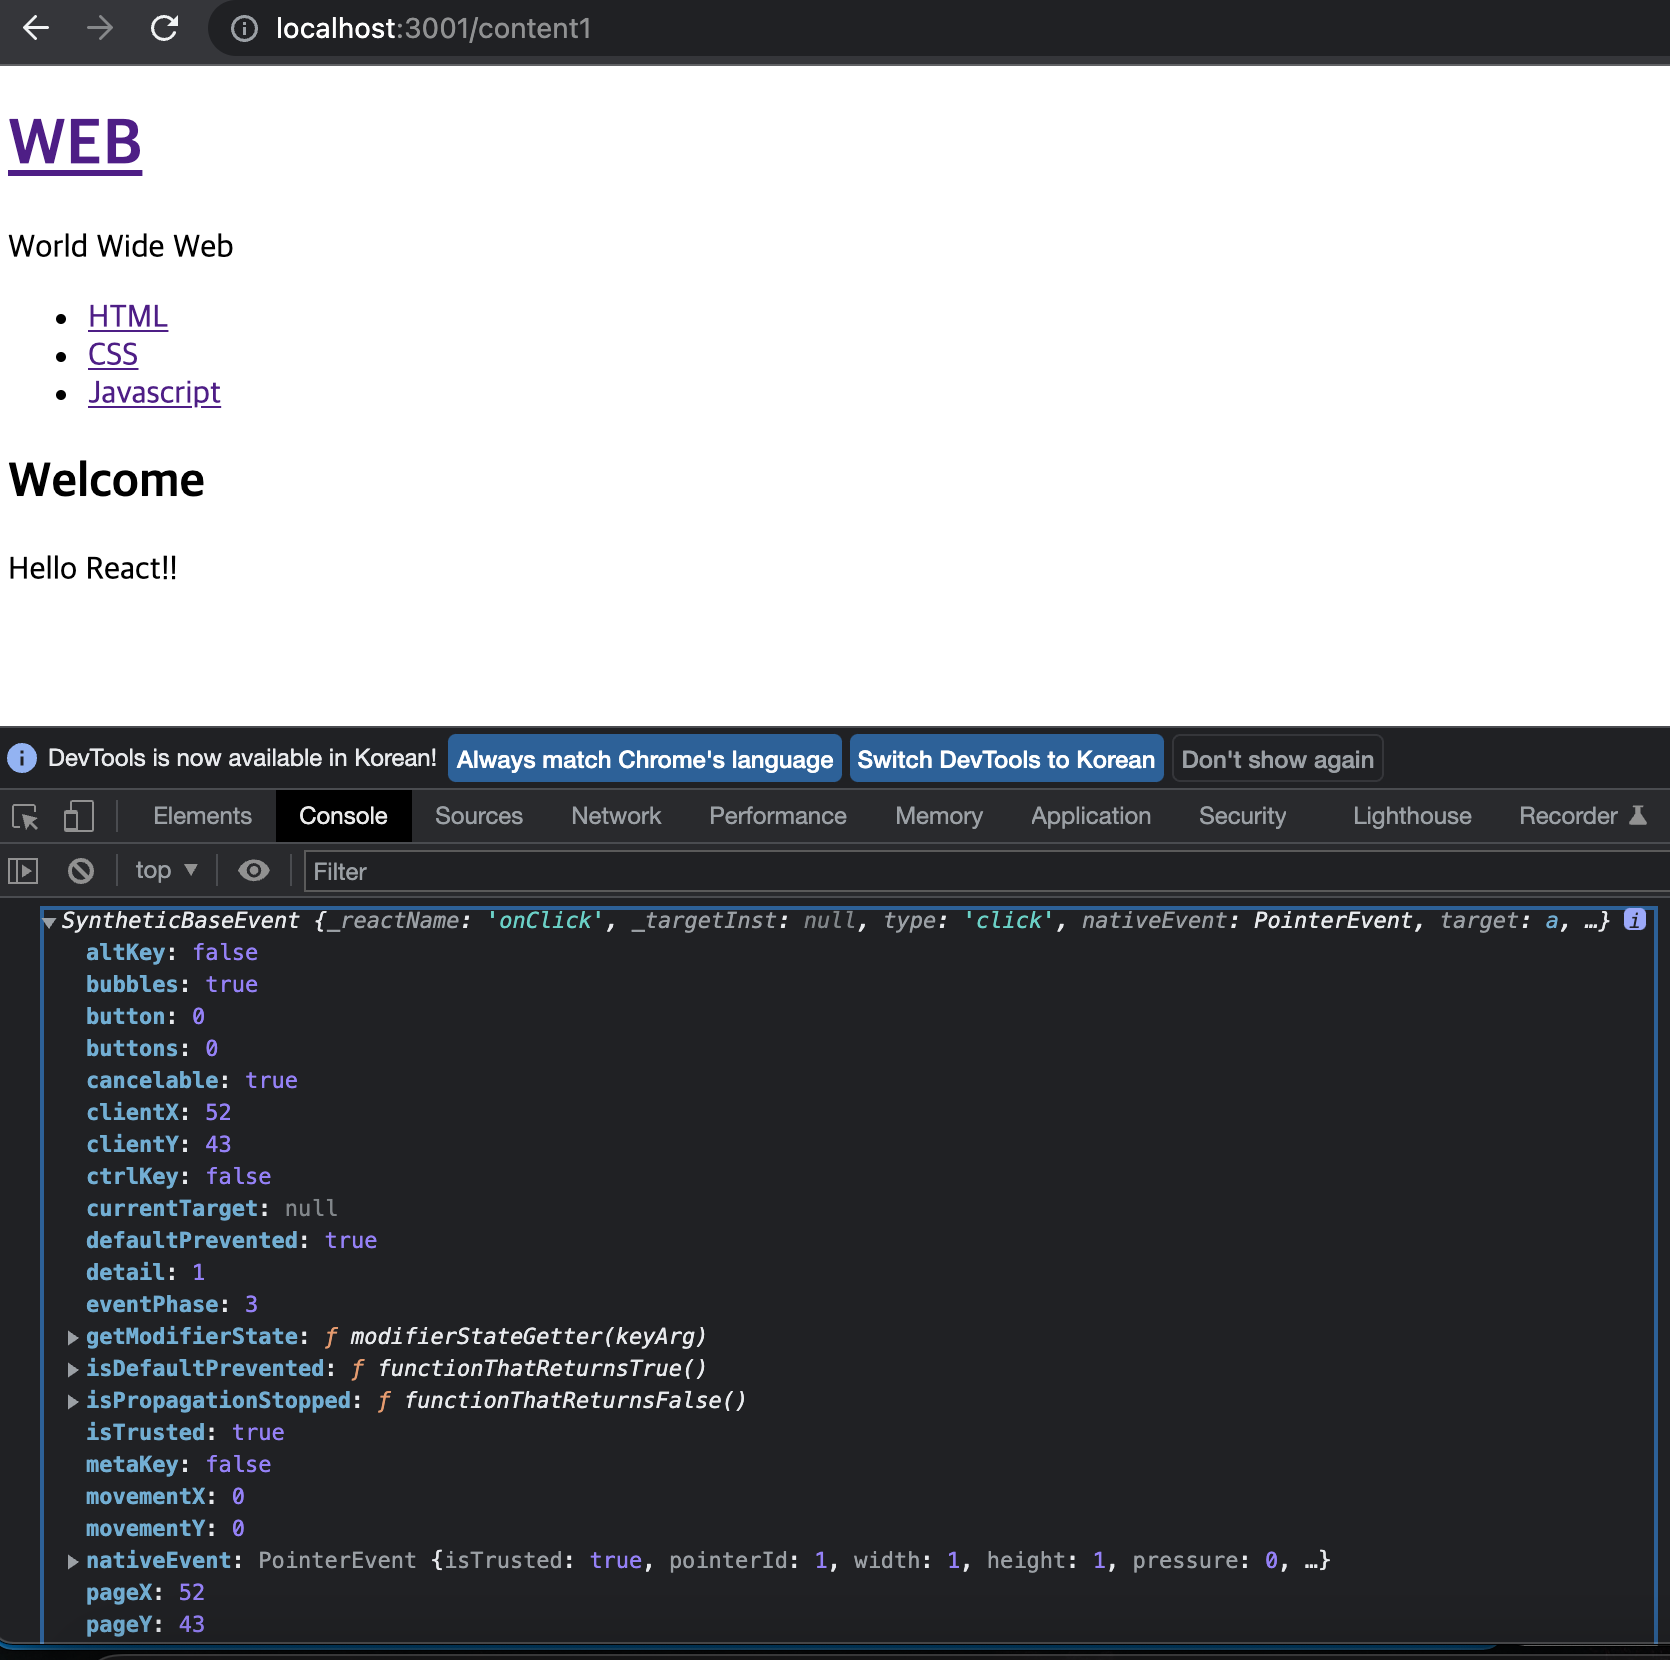 localhost:3001/content1
WEB
World Wide Web
• HTML
• CSS
• Javascript
Welcome
Hello React!!
DevTools is now available in Korean! Always match Chrome's language Switch DevTools to Korean Don't show again
Elements Console Sources Network Performance Memory Application Security Lighthouse Recorder
top Filter
SyntheticBaseEvent {_reactName: 'onClick', _targetInst: null, type: 'click', nativeEvent: PointerEvent, target: a, …}
altKey: false
bubbles: true
button: 0
buttons: 0
cancelable: true
clientX: 52
clientY: 43
ctrlKey: false
currentTarget: null
defaultPrevented: true
detail: 1
eventPhase: 3
getModifierState: ƒ modifierStateGetter(keyArg)
isDefaultPrevented: ƒ functionThatReturnsTrue()
isPropagationStopped: ƒ functionThatReturnsFalse()
isTrusted: true
metaKey: false
movementX: 0
movementY: 0
nativeEvent: PointerEvent {isTrusted: true, pointerId: 1, width: 1, height: 1, pressure: 0, …}
pageX: 52
pageY: 43